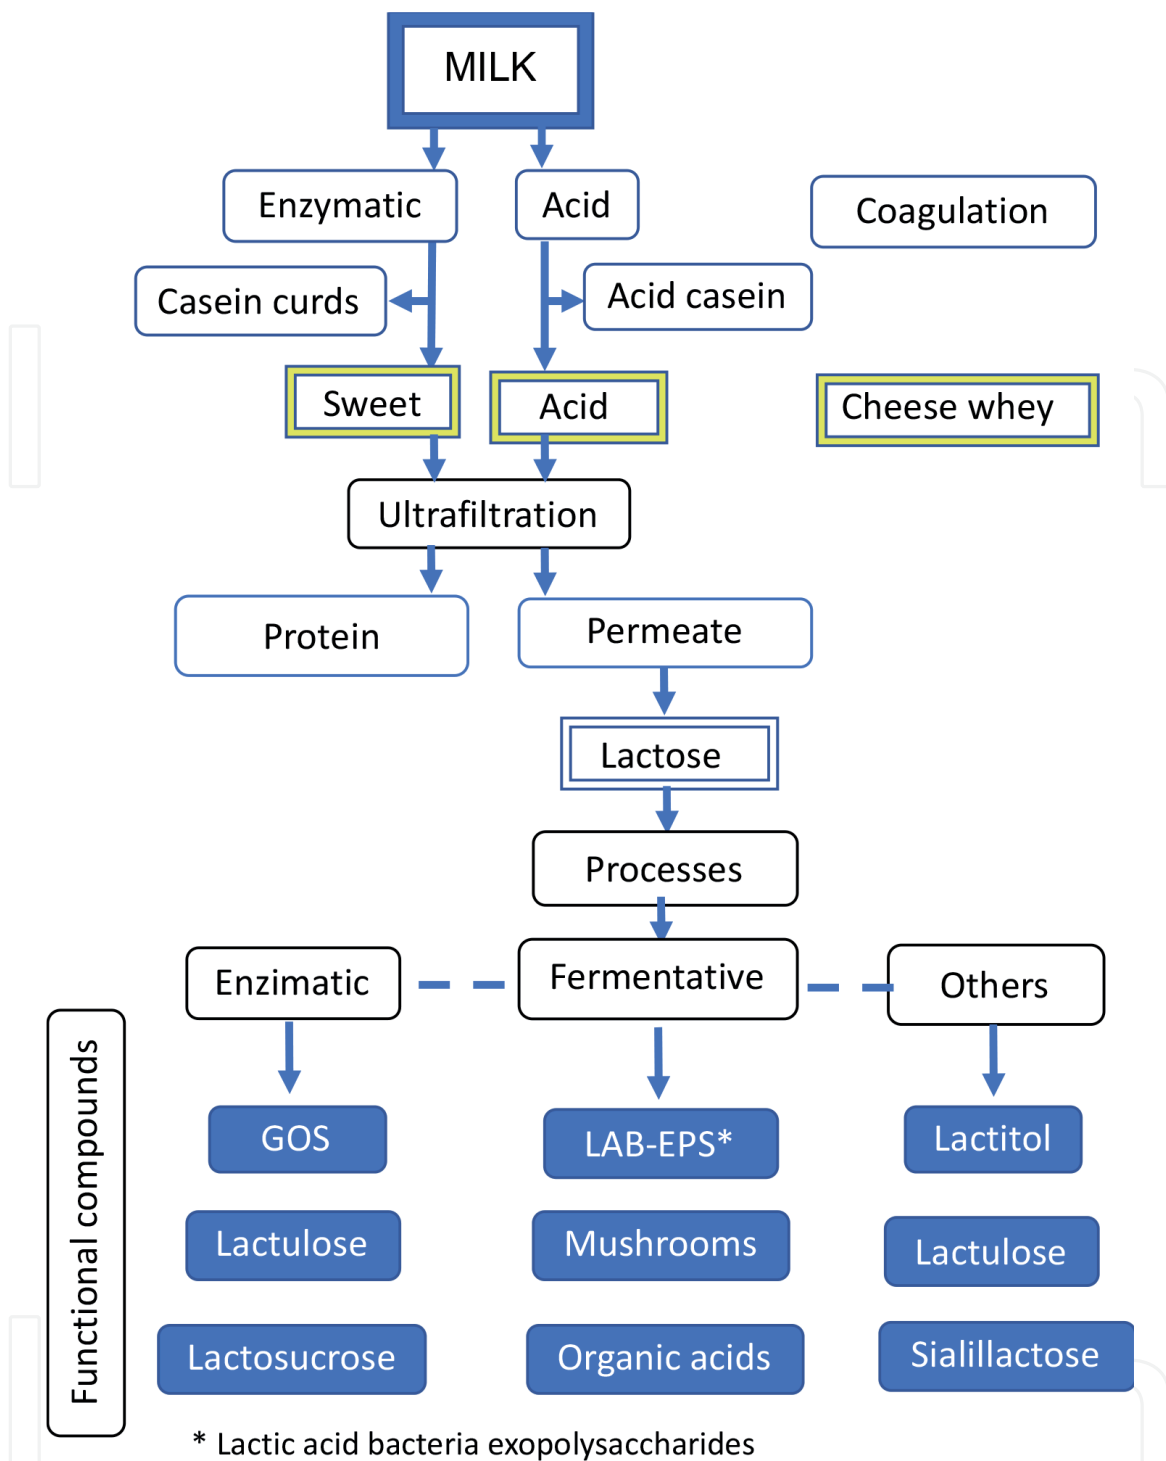 MILK
Enzymatic
Acid
Coagulation
Casein curds
Acid casein
Sweet
Acid
Cheese whey
Ultrafiltration
Protein
Permeate
Lactose
Processes
Enzimatic
Fermentative
Others
Functional compounds
GOS
LAB-EPS*
Lactitol
Lactulose
Mushrooms
Lactulose
Lactosucrose
Organic acids
Sialillactose
* Lactic acid bacteria exopolysaccharides